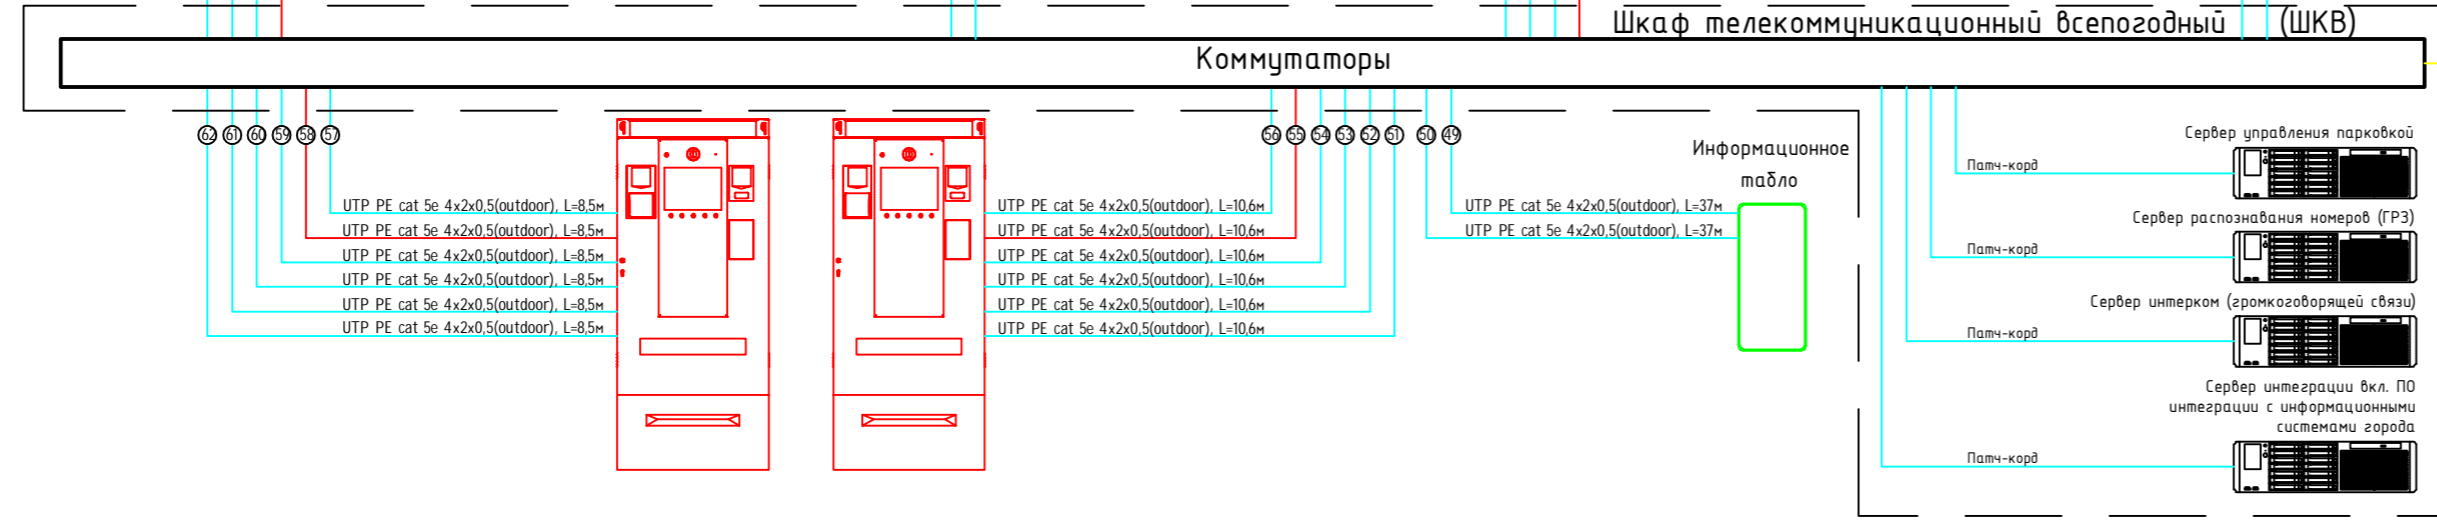 Шкаф телекоммуникационный всепогодный (ШКВ)
Коммутаторы
62 61 60 59 58 57
56 55 54 53 52 51 50 49
UTP PE cat 5e 4x2x0,5(outdoor), L=8,5м
UTP PE cat 5e 4x2x0,5(outdoor), L=8,5м
UTP PE cat 5e 4x2x0,5(outdoor), L=8,5м
UTP PE cat 5e 4x2x0,5(outdoor), L=8,5м
UTP PE cat 5e 4x2x0,5(outdoor), L=8,5м
UTP PE cat 5e 4x2x0,5(outdoor), L=8,5м
UTP PE cat 5e 4x2x0,5(outdoor), L=10,6м
UTP PE cat 5e 4x2x0,5(outdoor), L=10,6м
UTP PE cat 5e 4x2x0,5(outdoor), L=10,6м
UTP PE cat 5e 4x2x0,5(outdoor), L=10,6м
UTP PE cat 5e 4x2x0,5(outdoor), L=10,6м
UTP PE cat 5e 4x2x0,5(outdoor), L=10,6м
UTP PE cat 5e 4x2x0,5(outdoor), L=37м
UTP PE cat 5e 4x2x0,5(outdoor), L=37м
Информационное
табло
Сервер управления парковкой
Патч-корд
Сервер распознавания номеров (ГРЗ)
Патч-корд
Сервер интерком (громкоговорящей связи)
Патч-корд
Сервер интеграции вкл. ПО
интеграции с информационными
системами города
Патч-корд